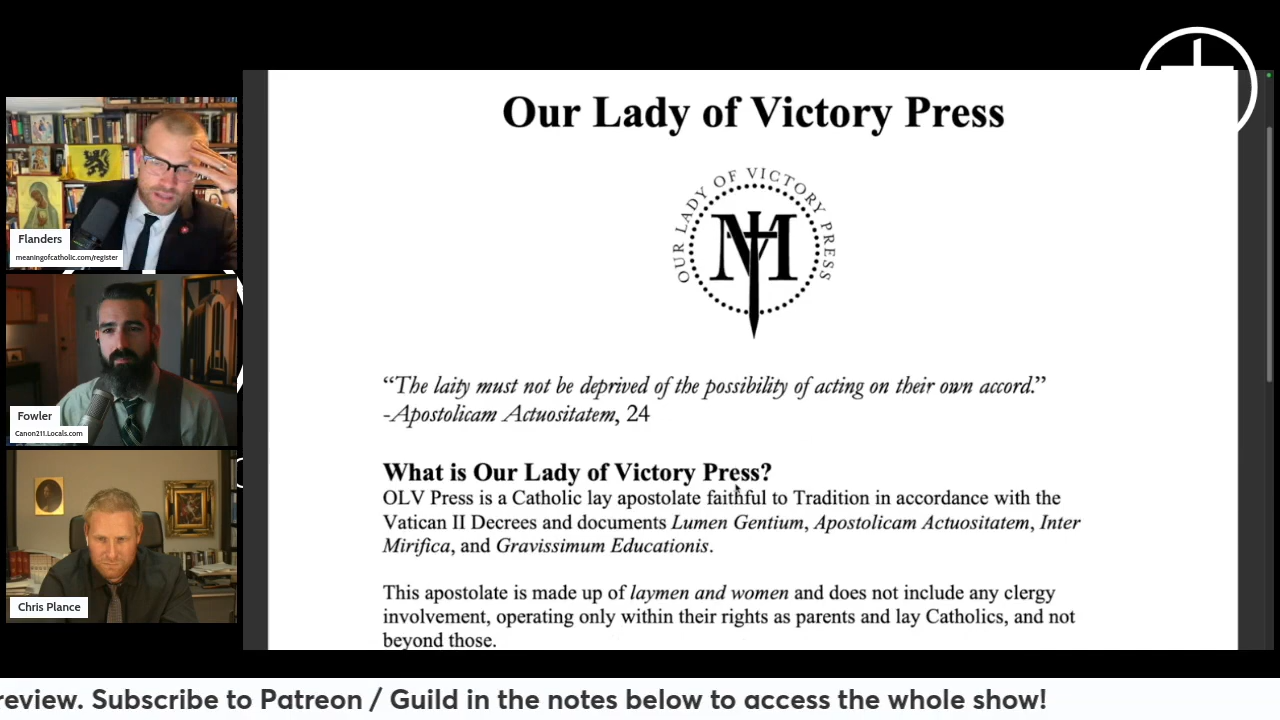 Our Lady of Victory Press
OUR LADY OF VICTORY PRESS
M
“The laity must not be deprived of the possibility of acting on their own accord.”
-Apostolicam Actuositatem, 24
What is Our Lady of Victory Press?
OLV Press is a Catholic lay apostolate faithful to Tradition in accordance with the
Vatican II Decrees and documents Lumen Gentium, Apostolicam Actuositatem, Inter
Mirifica, and Gravissimum Educationis.
This apostolate is made up of laymen and women and does not include any clergy
involvement, operating only within their rights as parents and lay Catholics, and not
beyond those.
Flanders
meaningofcatholic.com/register
Fowler
Canon211.Locals.com
Chris Plance
review. Subscribe to Patreon / Guild in the notes below to access the whole show!